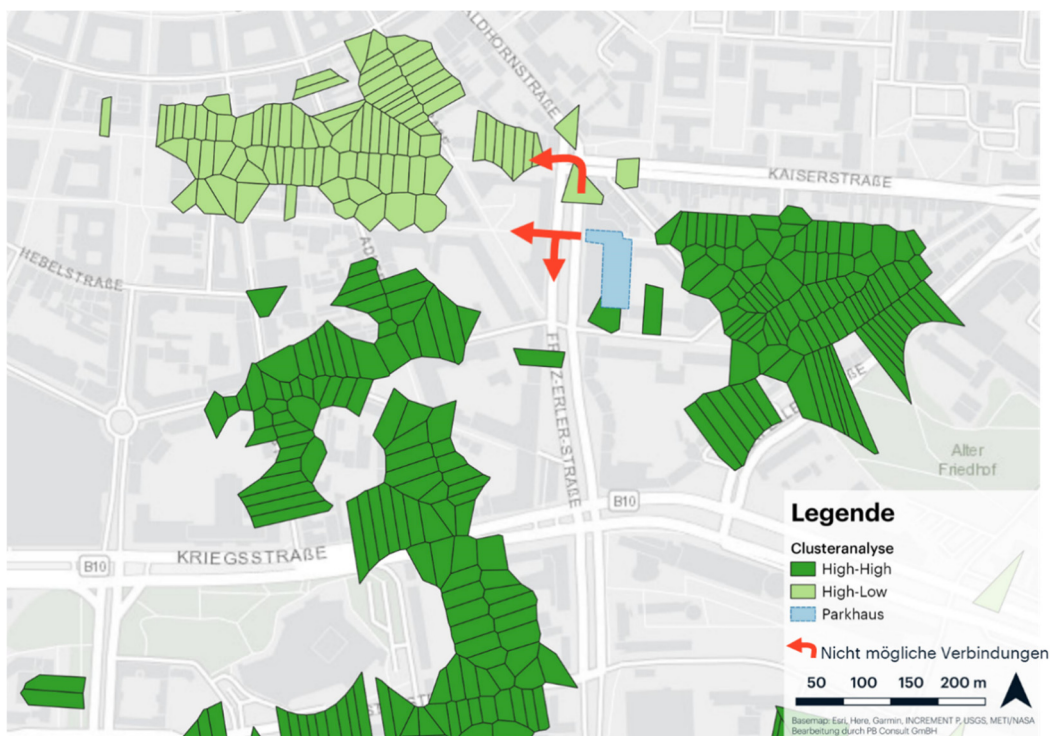 WALDHORNSTRAßE
KAISERSTRAßE
HEBELSTRAßE
FRITZ-ERLER-STRAßE
Alter
Friedhof
B10
KRIEGSSTRAßE
B10
Legende
Clusteranalyse
High-High
High-Low
Parkhaus
Nicht mögliche Verbindungen
50 100 150 200 m
Basemap: Esri, Here, Garmin, INCREMENT P, USGS, METI/NASA
Bearbeitung durch PB Consult GmBH